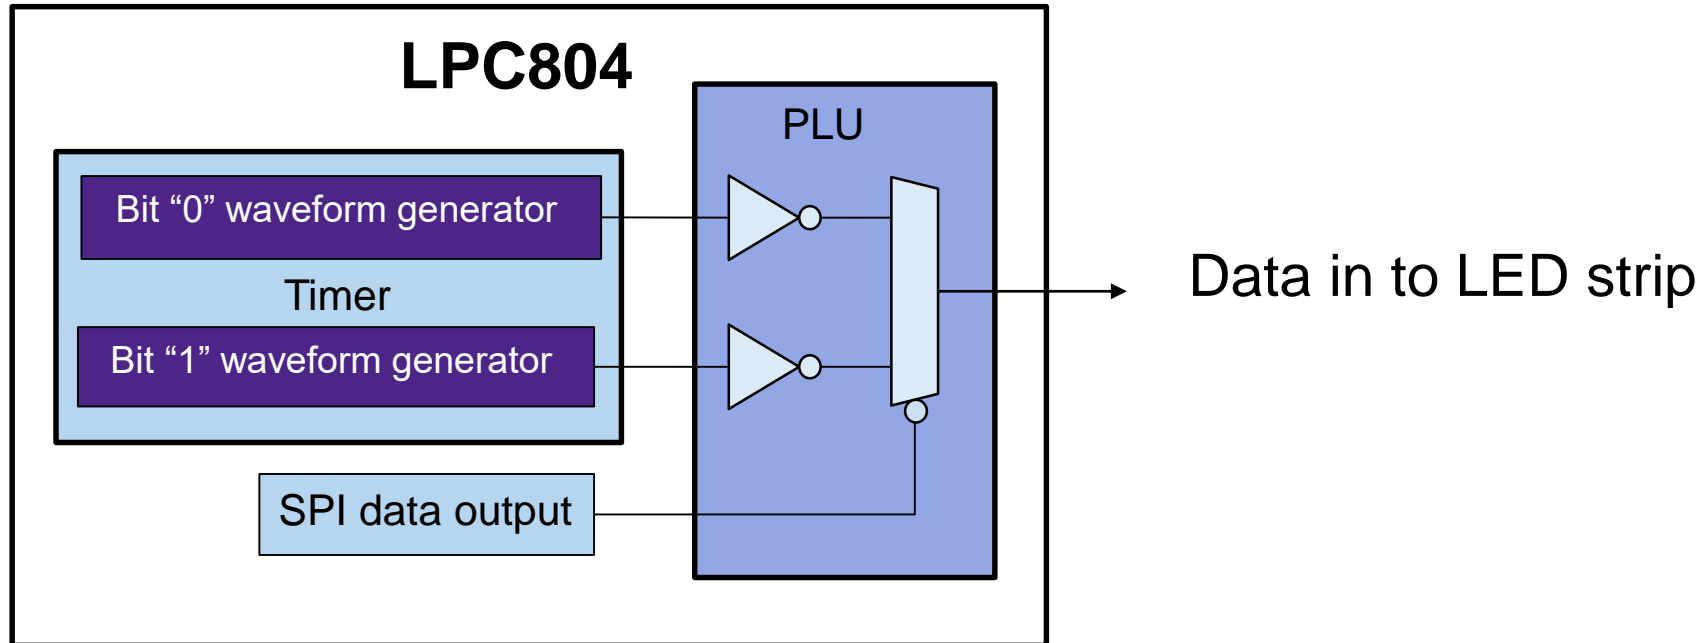 LPC804
PLU
Bit “0” waveform generator
Timer
Bit “1” waveform generator
SPI data output
Data in to LED strip